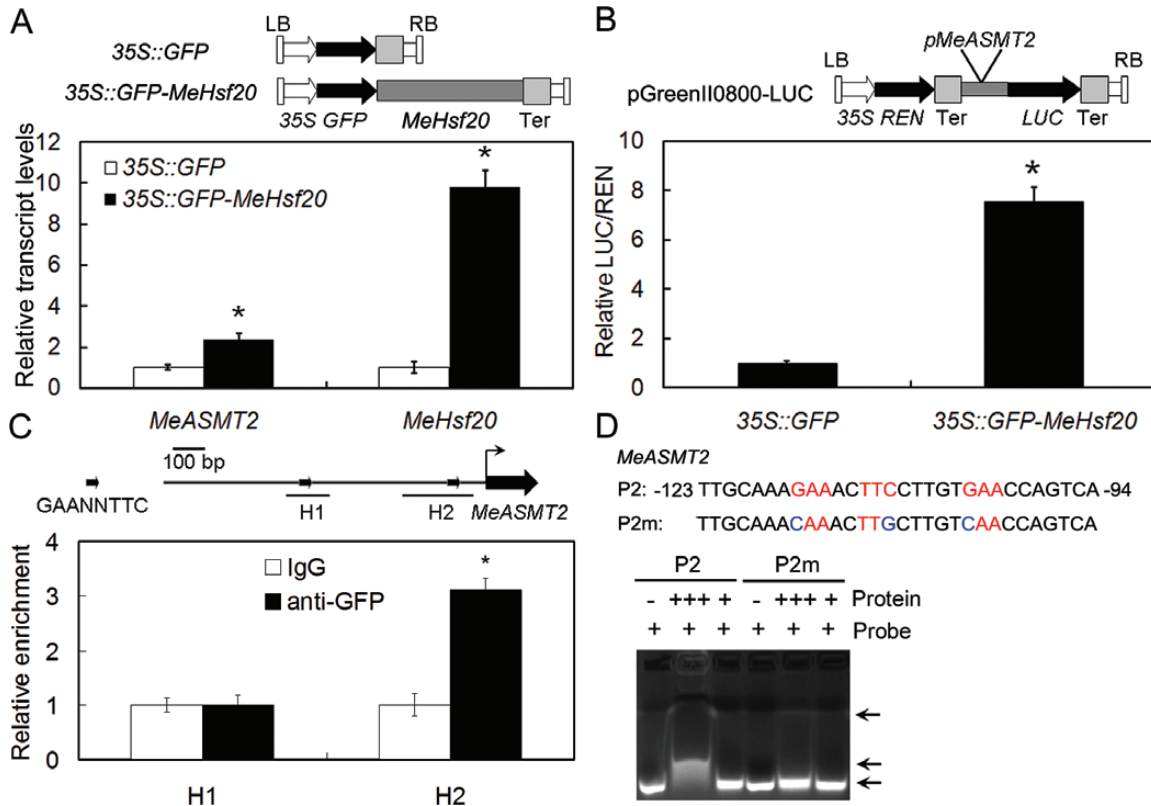 A
LB RB
35S::GFP
35S::GFP-MeHsf20
35S GFP MeHsf20 Ter
Relative transcript levels
12
10
8
6
4
2
0
35S::GFP
35S::GFP-MeHsf20
*
*
MeASMT2 MeHsf20
B
pMeASMT2
LB RB
pGreenII0800-LUC
35S REN Ter LUC Ter
Relative LUC/REN
10
8
6
4
2
0
*
35S::GFP 35S::GFP-MeHsf20
C
100 bp
GAANNTTC
H1 H2 MeASMT2
Relative enrichment
4
3
2
1
0
IgG
anti-GFP
*
H1 H2
D
MeASMT2
P2: -123 TTGCAAAGAAACTTCCTTGTGAACCAGTCA -94
P2m: TTGCAAACAAACTTGCTTGTCAACCAGTCA
P2 P2m
- +++ + - +++ + Protein
+ + + + + + Probe